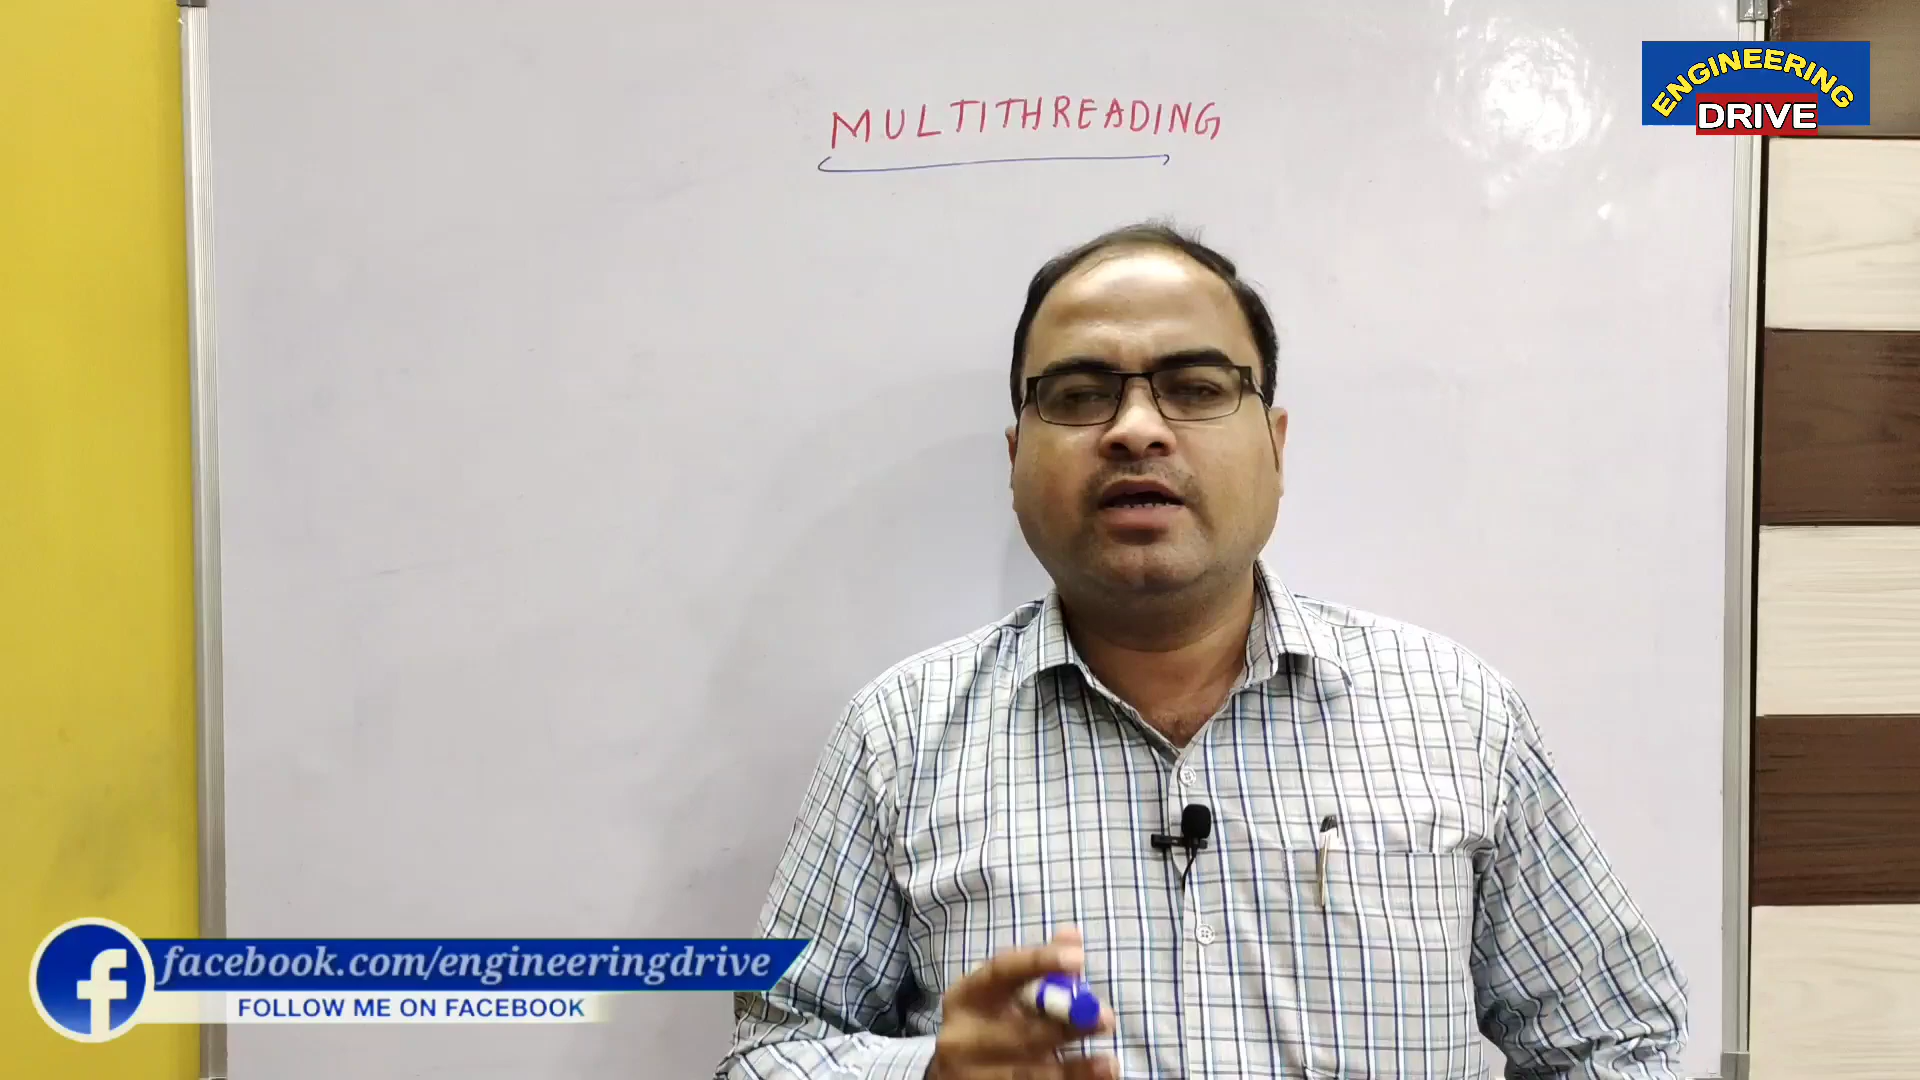 MULTITHREADING
ENGINEERING
DRIVE
facebook.com/engineeringdrive
FOLLOW ME ON FACEBOOK